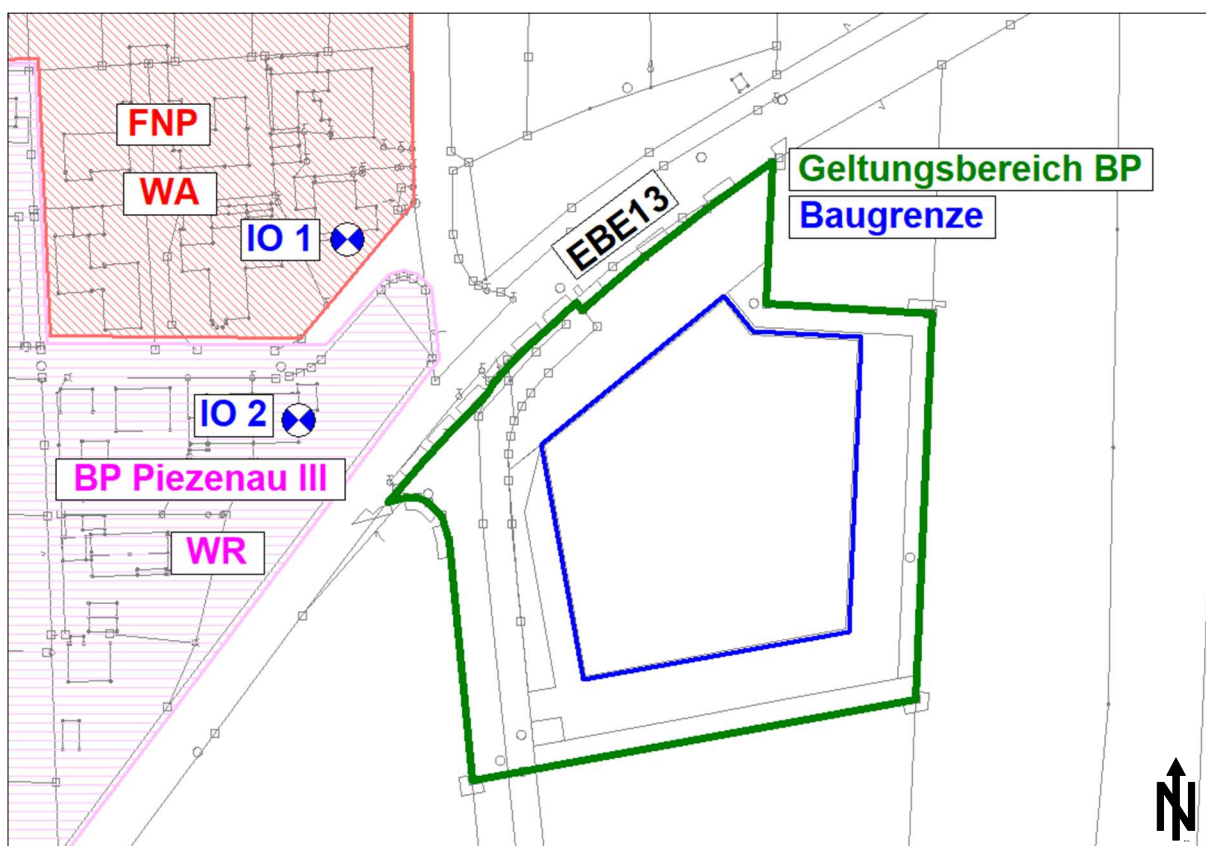 FNP
WA
IO 1
EBE13
Geltungsbereich BP
Baugrenze
IO 2
BP Piezenau III
WR
N